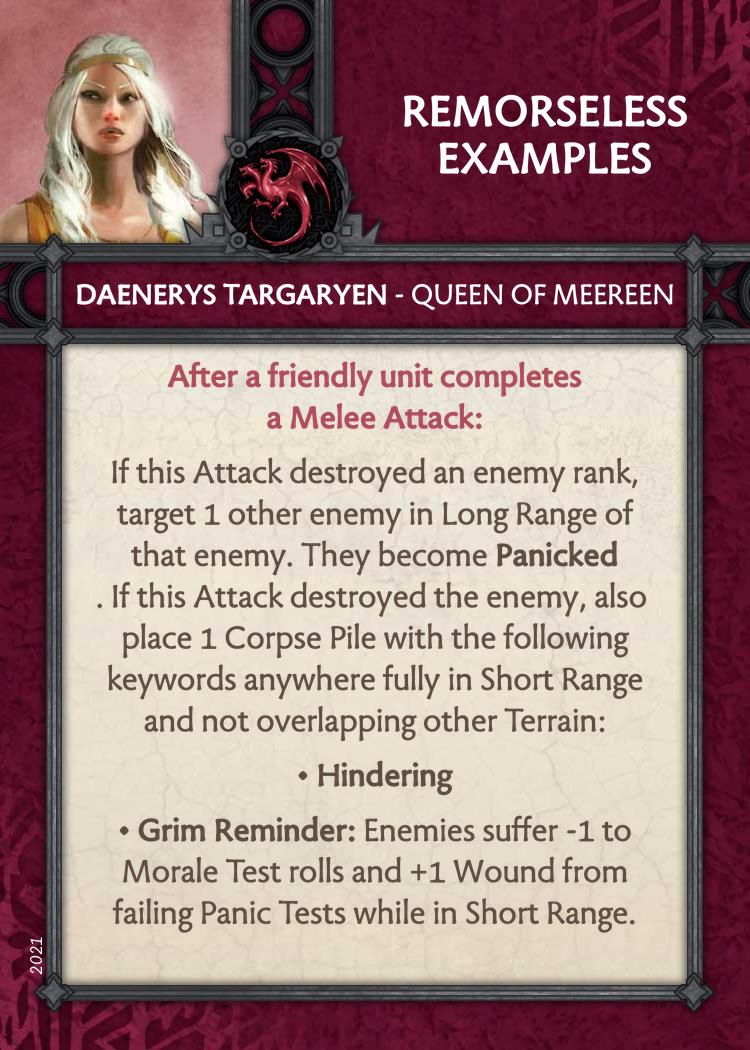 REMORSELESS
EXAMPLES
DAENERYS TARGARYEN - QUEEN OF MEEREEN
After a friendly unit completes
a Melee Attack:
If this Attack destroyed an enemy rank,
target 1 other enemy in Long Range of
that enemy. They become Panicked
. If this Attack destroyed the enemy, also
place 1 Corpse Pile with the following
keywords anywhere fully in Short Range
and not overlapping other Terrain:
• Hindering
• Grim Reminder: Enemies suffer -1 to
Morale Test rolls and +1 Wound from
failing Panic Tests while in Short Range.
2021